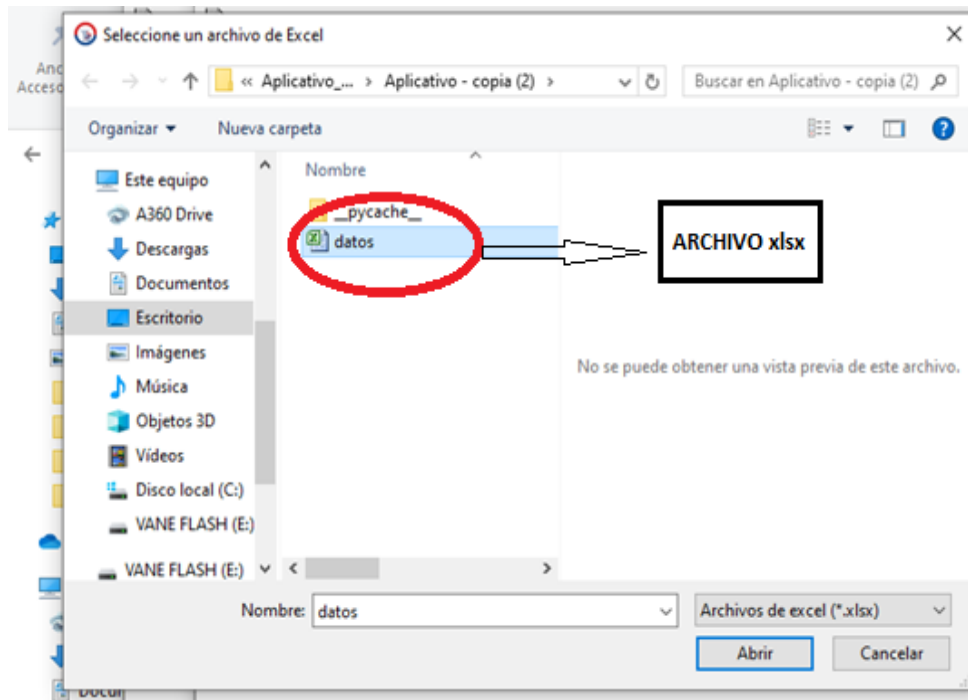 Seleccione un archivo de Excel
Anc
Acceso
« Aplicativo_... › Aplicativo - copia (2) ›
Buscar en Aplicativo - copia (2)
Organizar
Nueva carpeta
Nombre
Este equipo
A360 Drive
Descargas
Documentos
Escritorio
Imágenes
Música
Objetos 3D
Vídeos
Disco local (C:)
VANE FLASH (E:)
VANE FLASH (E:)
__pycache__
datos
ARCHIVO xlsx
No se puede obtener una vista previa de este archivo.
Nombre: datos
Archivos de excel (*.xlsx)
Abrir
Cancelar